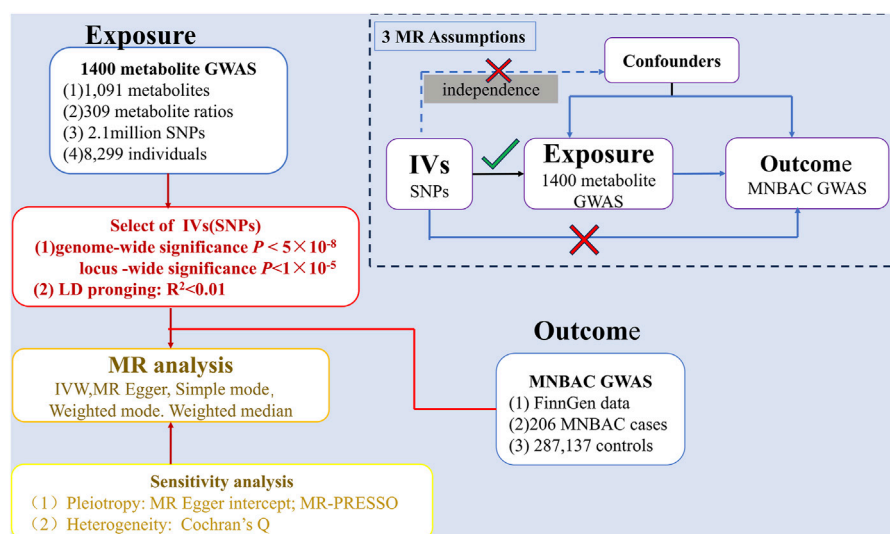 Exposure
1400 metabolite GWAS
(1)1,091 metabolites
(2)309 metabolite ratios
(3) 2.1million SNPs
(4)8,299 individuals
Select of IVs(SNPs)
(1)genome-wide significance P < 5×10-8
locus -wide significance P<1×10-5
(2) LD pronging: R2<0.01
MR analysis
IVW,MR Egger, Simple mode,
Weighted mode. Weighted median
Sensitivity analysis
(1) Pleiotropy: MR Egger intercept; MR-PRESSO
(2) Heterogeneity: Cochran's Q
3 MR Assumptions
Confounders
independence
IVs
SNPs
Exposure
1400 metabolite
GWAS
Outcome
MNBAC GWAS
Outcome
MNBAC GWAS
(1) FinnGen data
(2)206 MNBAC cases
(3) 287,137 controls